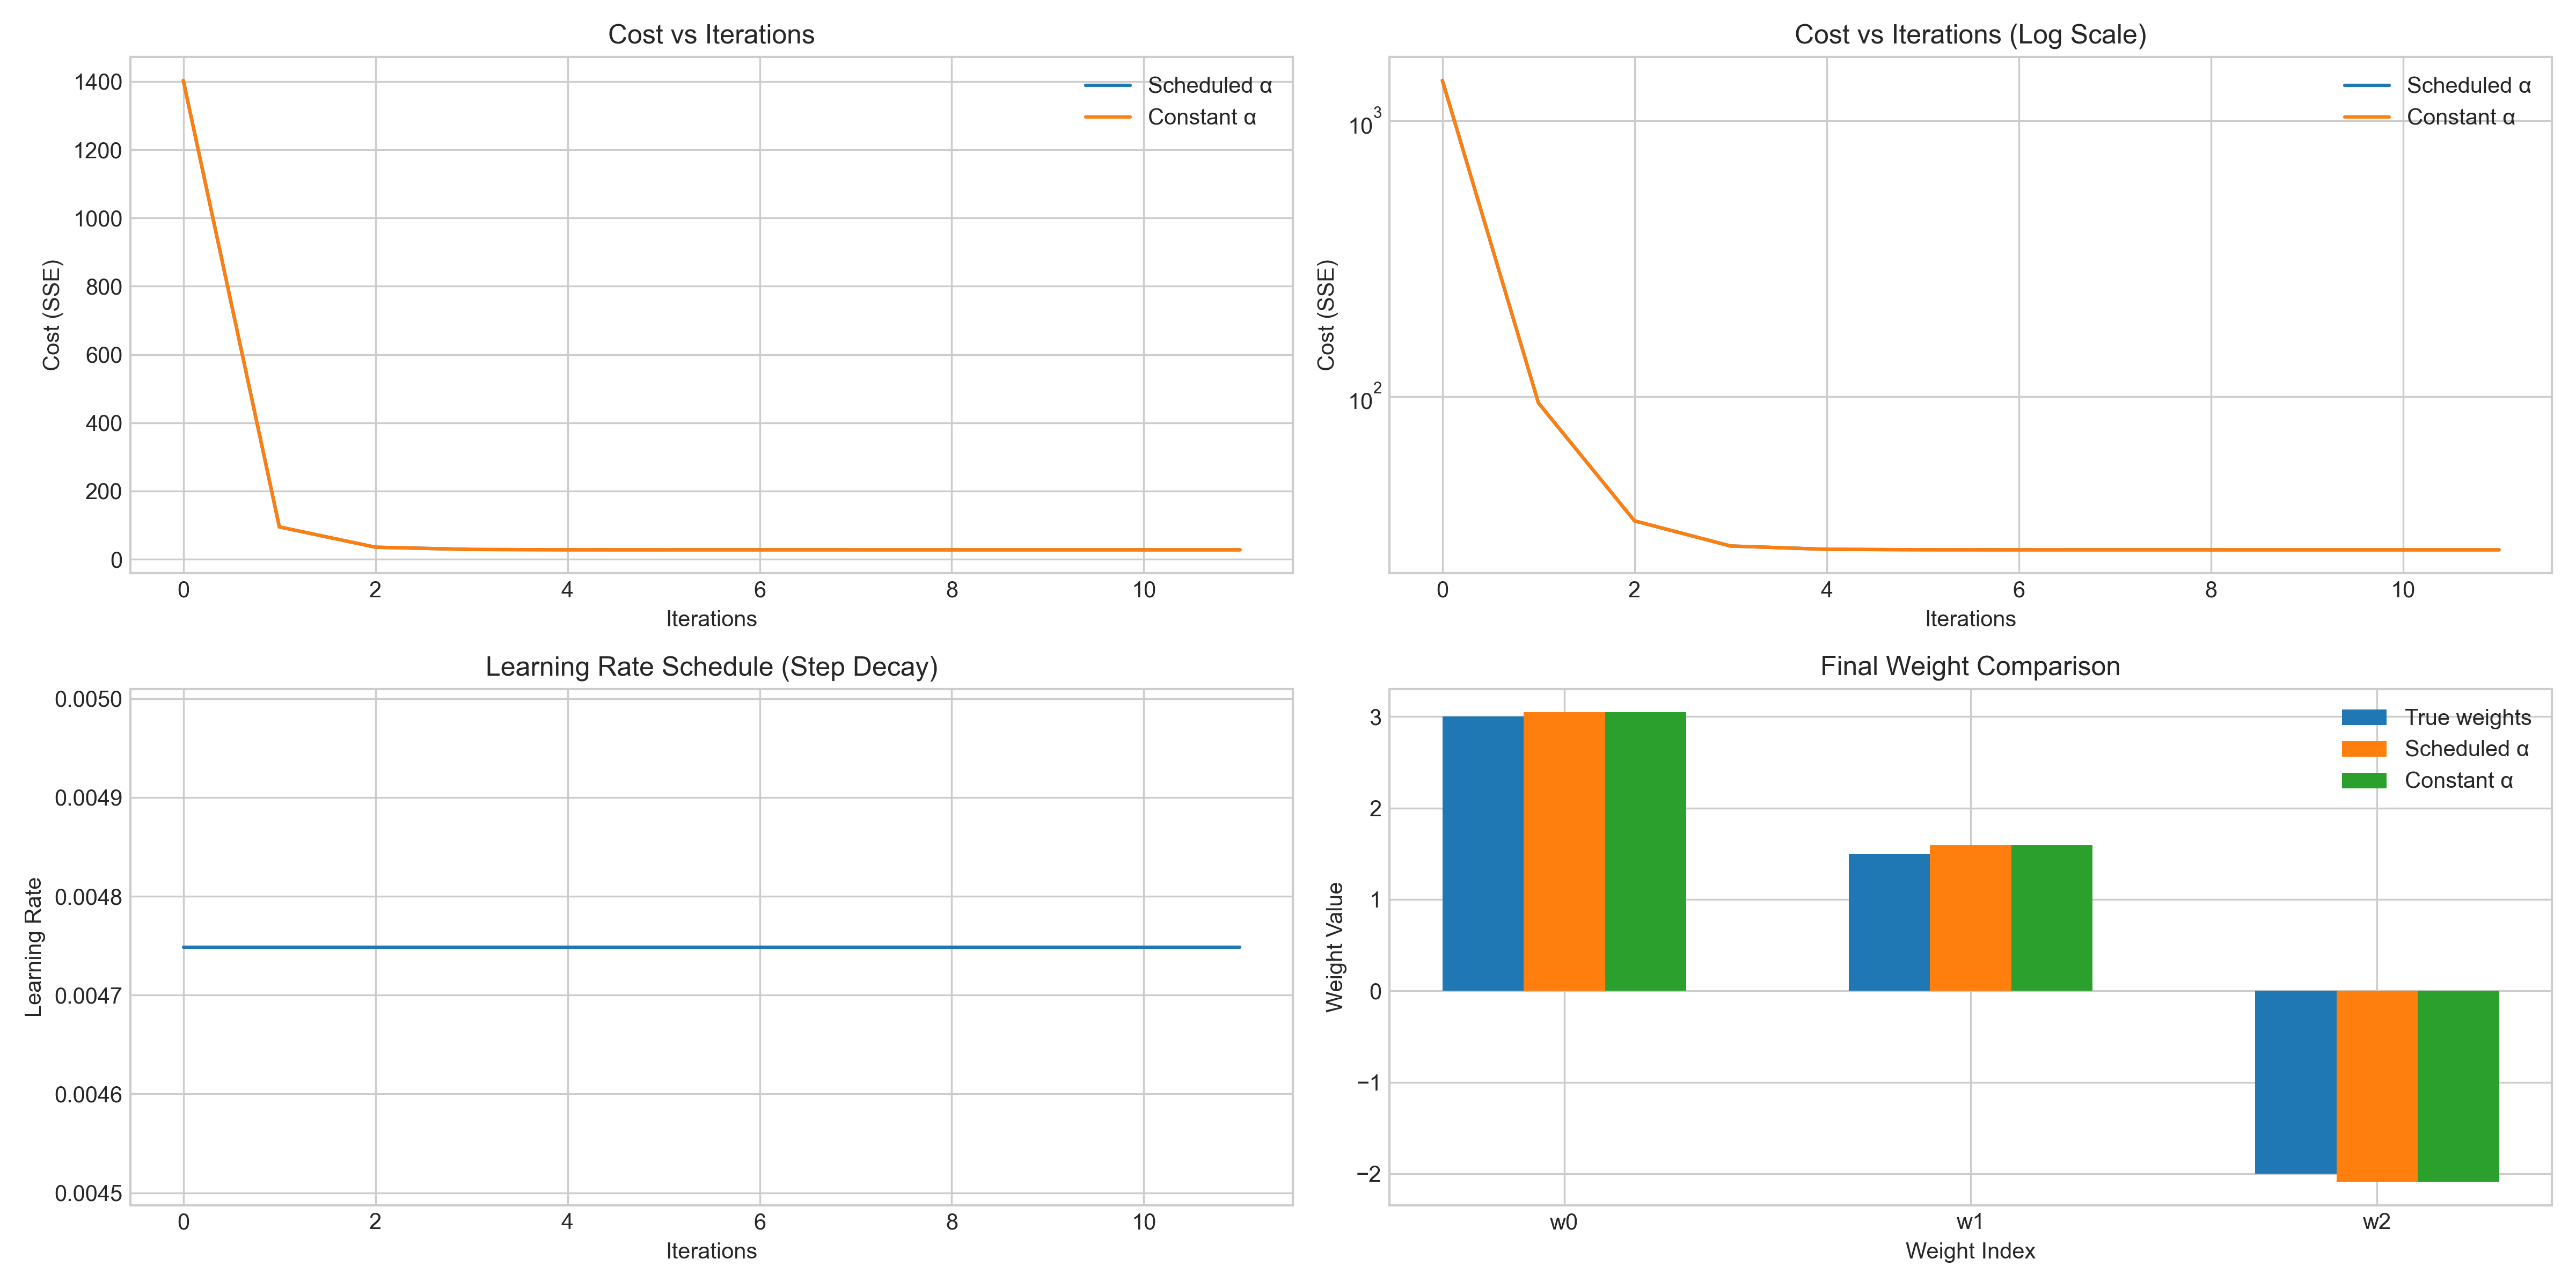 Cost vs Iterations
1400
1200
1000
800
600
400
200
0
Cost (SSE)
0 2 4 6 8 10
Iterations
Scheduled α
Constant α
Cost vs Iterations (Log Scale)
10³
10²
Cost (SSE)
0 2 4 6 8 10
Iterations
Scheduled α
Constant α
Learning Rate Schedule (Step Decay)
0.0050
0.0049
0.0048
0.0047
0.0046
0.0045
Learning Rate
0 2 4 6 8 10
Iterations
Final Weight Comparison
3
2
1
0
−1
−2
Weight Value
w0 w1 w2
Weight Index
True weights
Scheduled α
Constant α